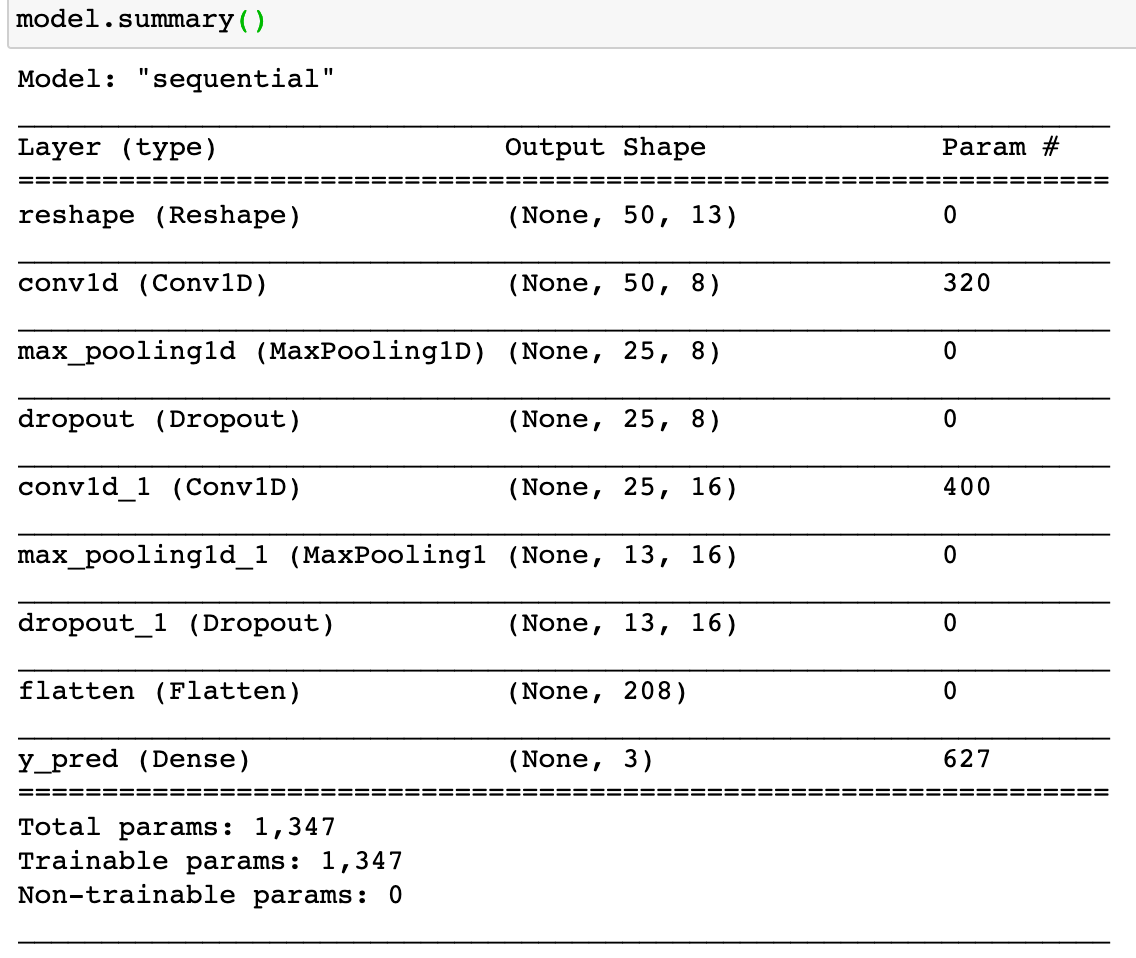 model.summary()
Model: "sequential"
Layer (type) Output Shape Param #
=================================================================
reshape (Reshape) (None, 50, 13) 0
conv1d (Conv1D) (None, 50, 8) 320
max_pooling1d (MaxPooling1D) (None, 25, 8) 0
dropout (Dropout) (None, 25, 8) 0
conv1d_1 (Conv1D) (None, 25, 16) 400
max_pooling1d_1 (MaxPooling1 (None, 13, 16) 0
dropout_1 (Dropout) (None, 13, 16) 0
flatten (Flatten) (None, 208) 0
y_pred (Dense) (None, 3) 627
=================================================================
Total params: 1,347
Trainable params: 1,347
Non-trainable params: 0